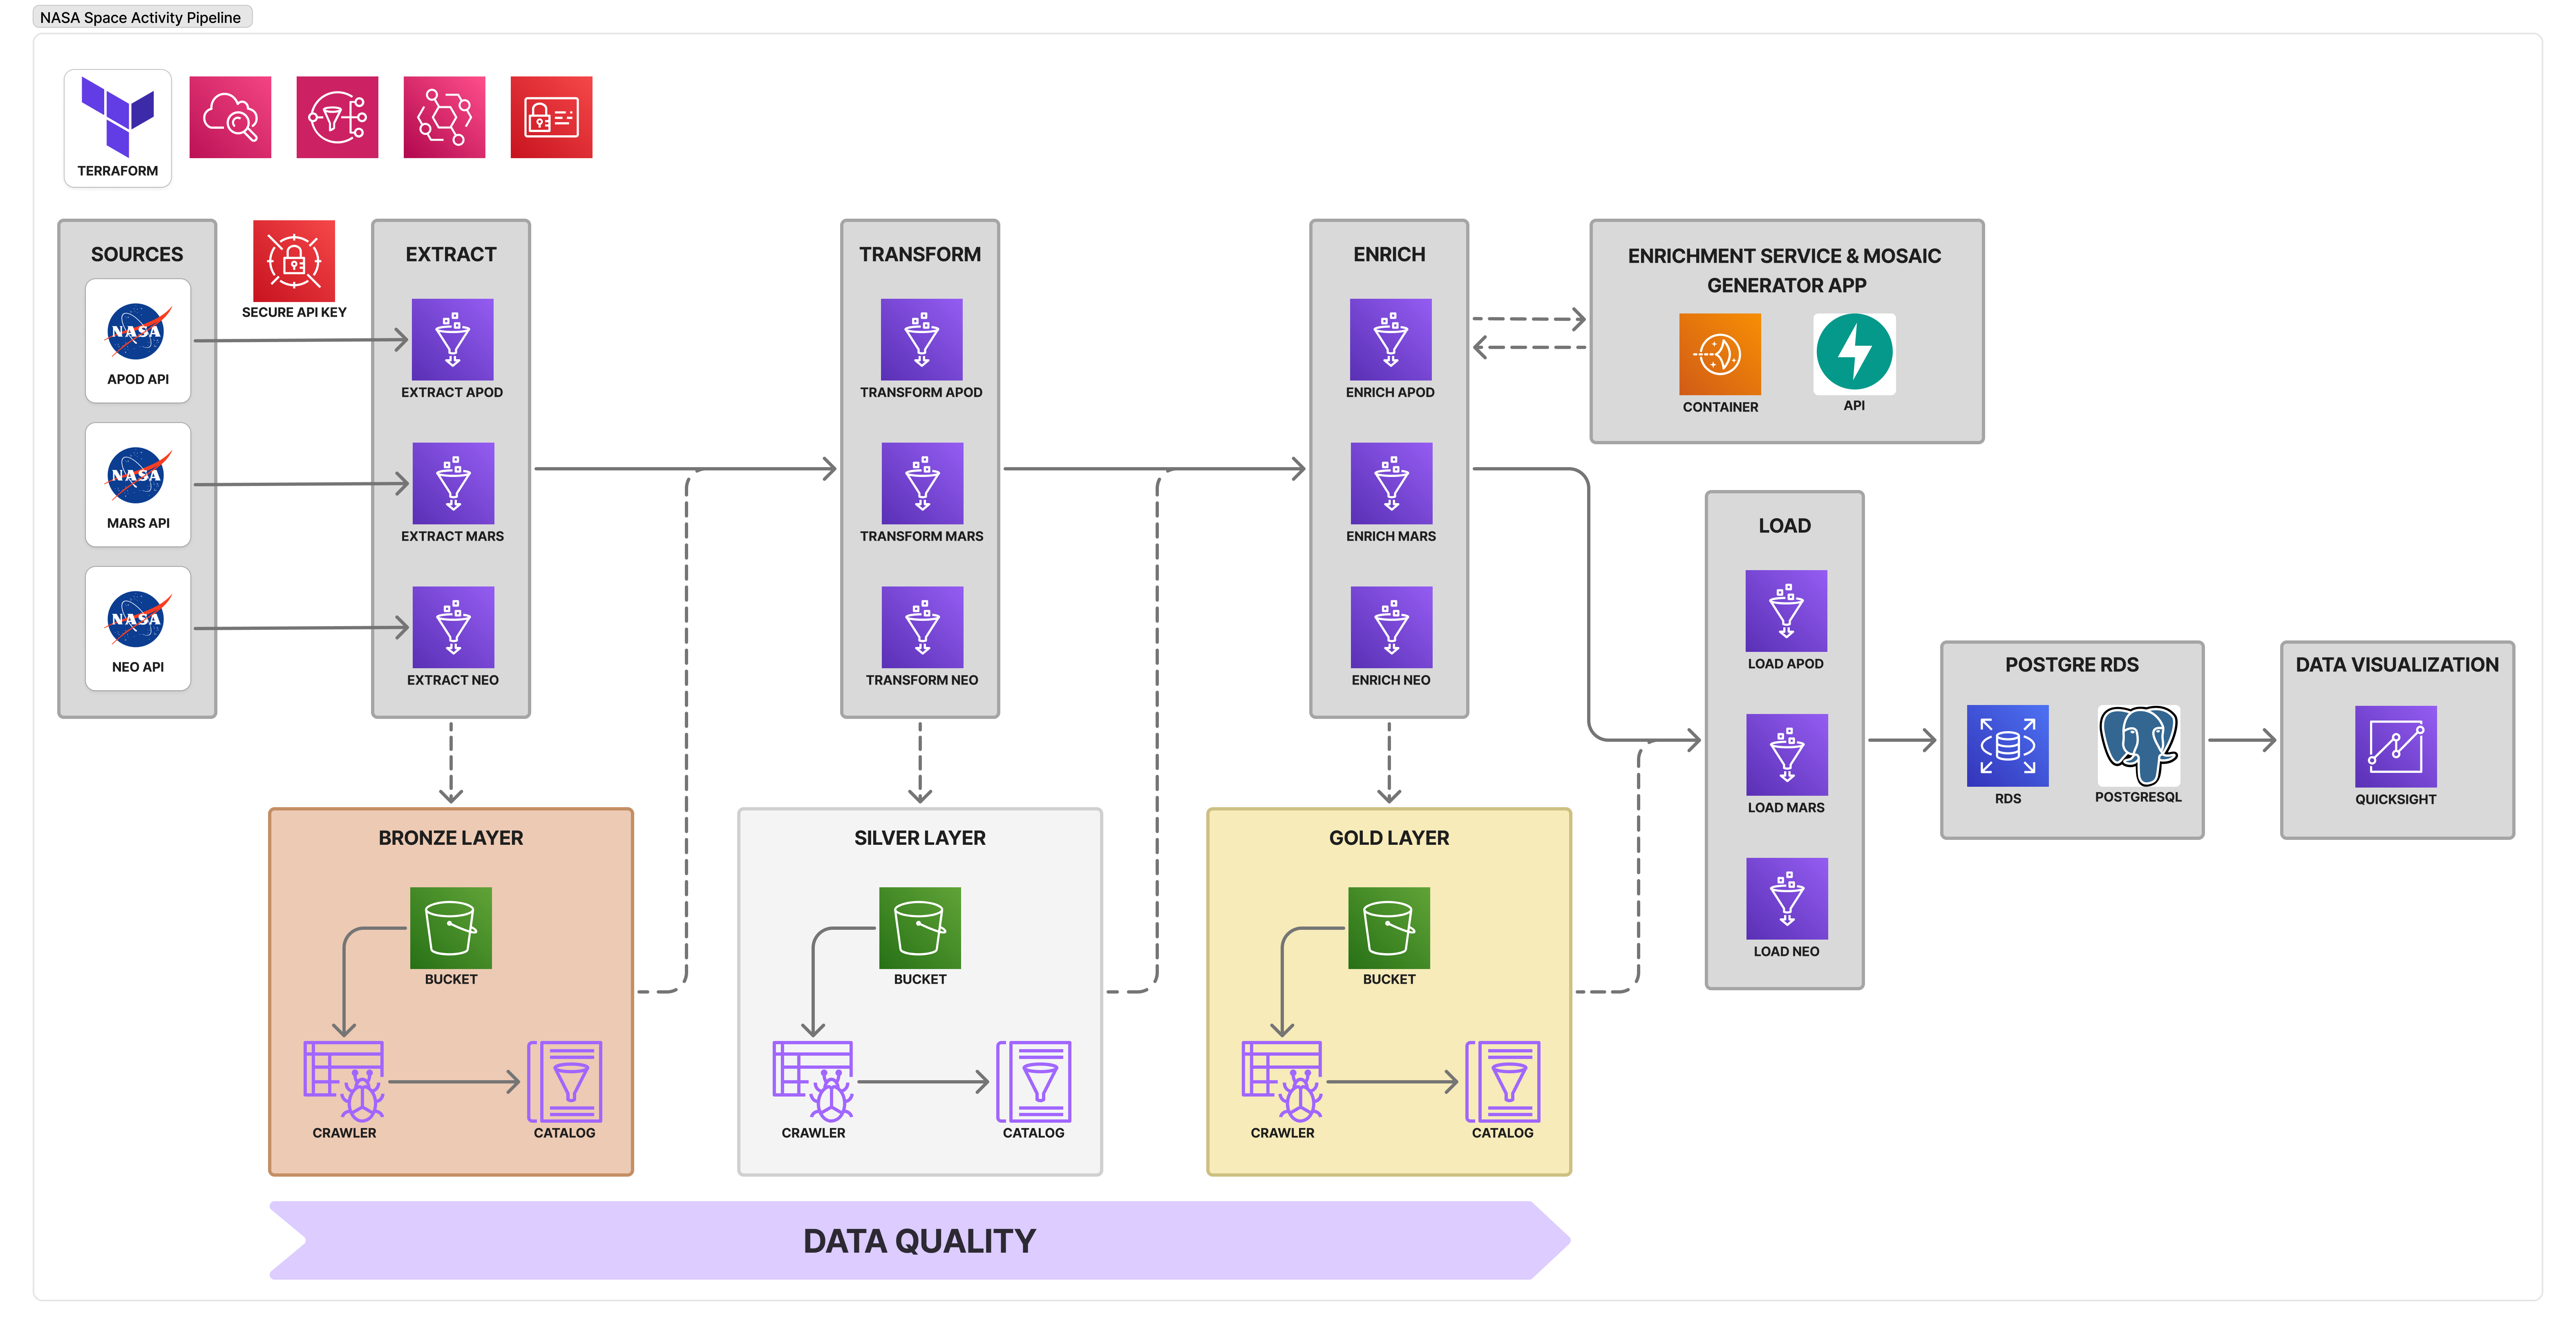 NASA Space Activity Pipeline
TERRAFORM
SOURCES
NASA
APOD API
NASA
MARS API
NASA
NEO API
SECURE API KEY
EXTRACT
EXTRACT APOD
EXTRACT MARS
EXTRACT NEO
TRANSFORM
TRANSFORM APOD
TRANSFORM MARS
TRANSFORM NEO
ENRICH
ENRICH APOD
ENRICH MARS
ENRICH NEO
ENRICHMENT SERVICE & MOSAIC
GENERATOR APP
CONTAINER
API
LOAD
LOAD APOD
LOAD MARS
LOAD NEO
POSTGRE RDS
RDS
POSTGRESQL
DATA VISUALIZATION
QUICKSIGHT
BRONZE LAYER
BUCKET
CRAWLER
CATALOG
SILVER LAYER
BUCKET
CRAWLER
CATALOG
GOLD LAYER
BUCKET
CRAWLER
CATALOG
DATA QUALITY